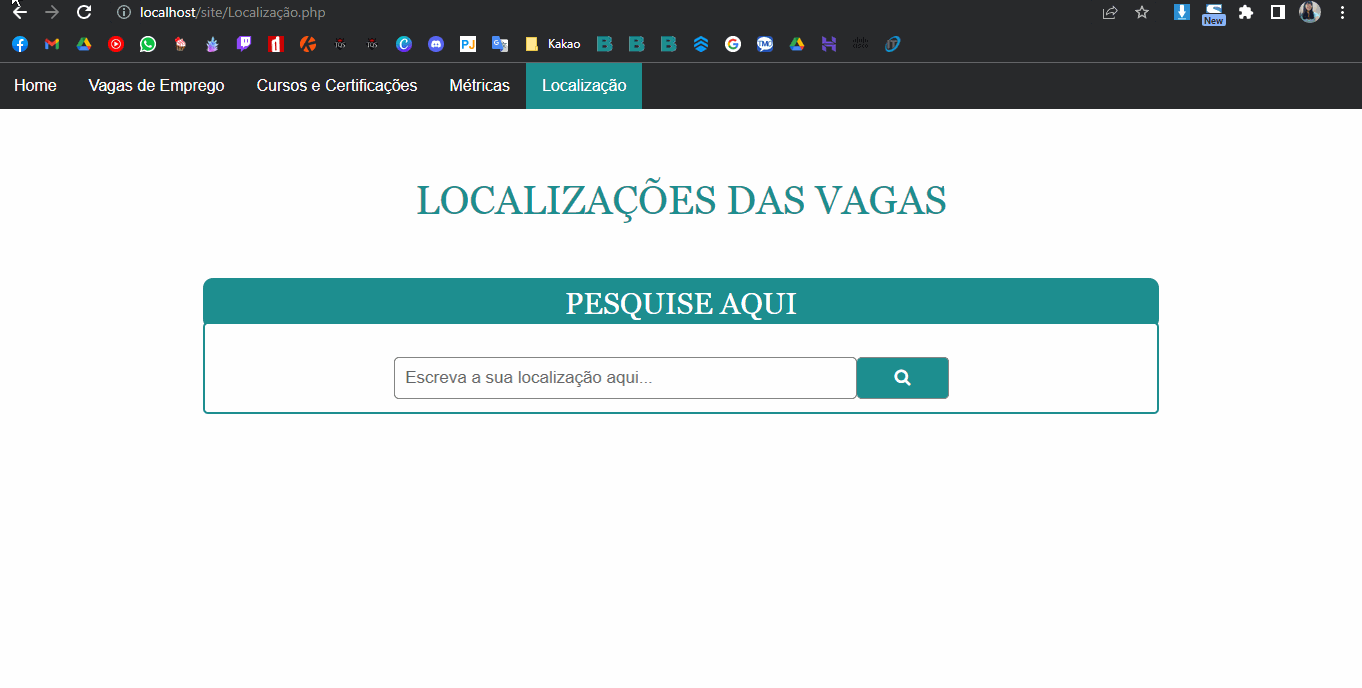 localhost/site/Localização.php
New
Kakao
Home Vagas de Emprego Cursos e Certificações Métricas Localização
LOCALIZAÇÕES DAS VAGAS
PESQUISE AQUI
Escreva a sua localização aqui...